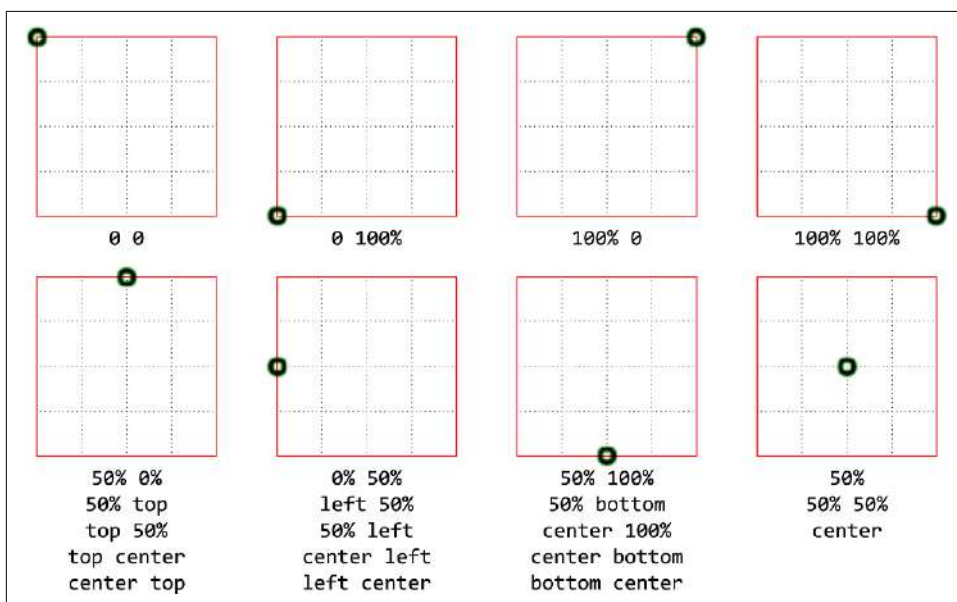 0 0
0 100%
100% 0
100% 100%
50% 0%
50% top
top 50%
top center
center top
0% 50%
left 50%
50% left
center left
left center
50% 100%
50% bottom
center 100%
center bottom
bottom center
50%
50% 50%
center